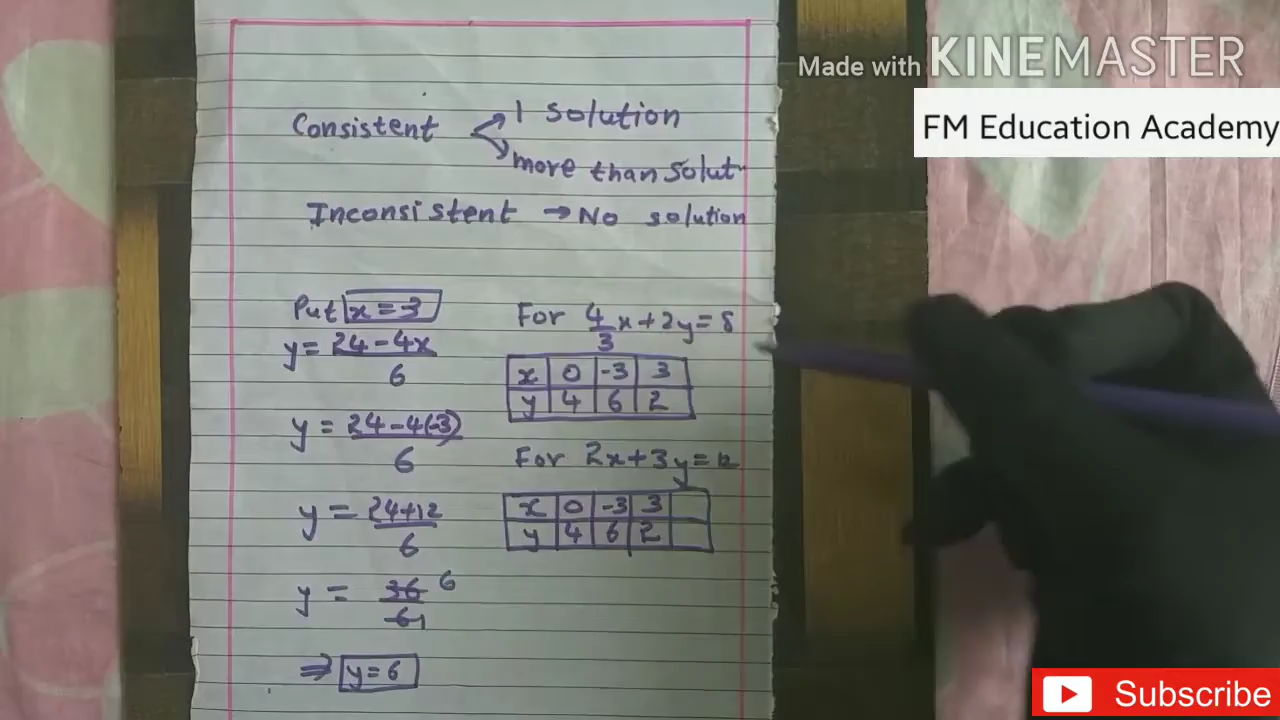 Made with KINEMASTER
FM Education Academy
Consistent
1 solution
more than Solut
Inconsistent → No solution
Put x = -3
y = 24 - 4x
6
y = 24 - 4(-3)
6
y = 24+12
6
y = 36 6
6 1
⇒ y = 6
For 4/3 x + 2y = 8
x 0 -3 3
y 4 6 2
For 2x + 3y = 12
x 0 -3 3
y 4 6 2
Subscribe